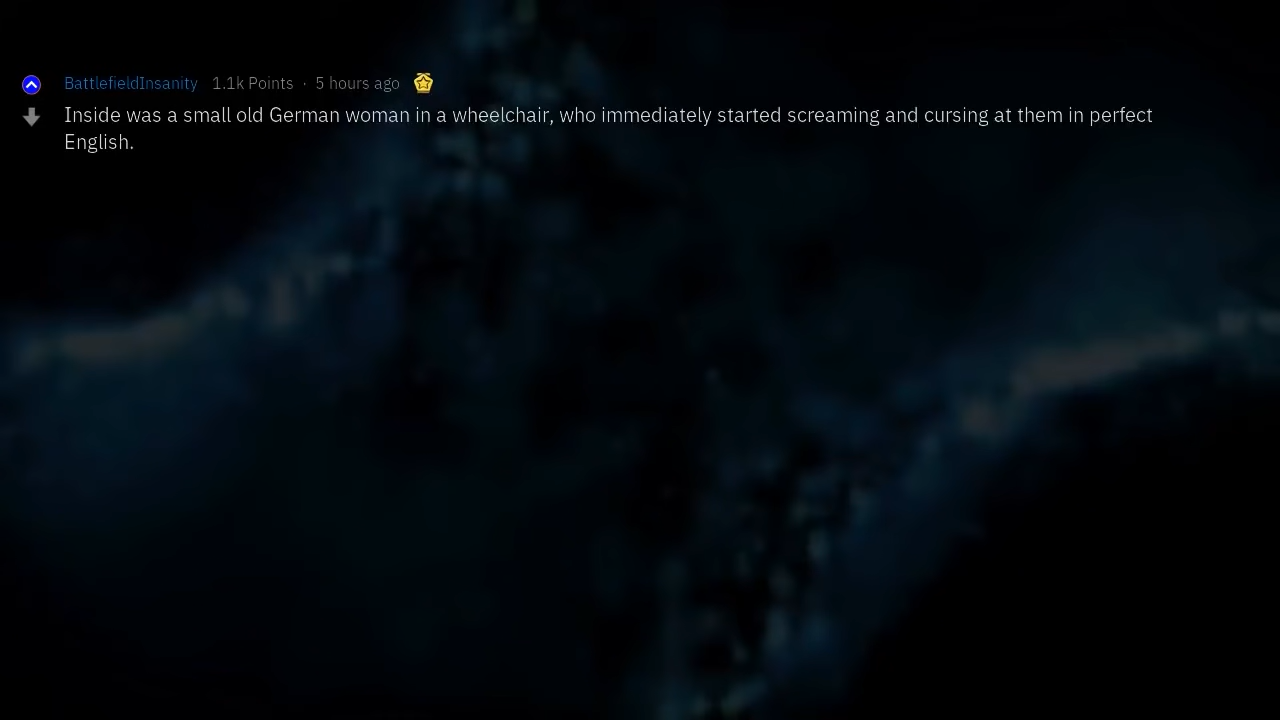 BattlefieldInsanity 1.1k Points · 5 hours ago
Inside was a small old German woman in a wheelchair, who immediately started screaming and cursing at them in perfect
English.